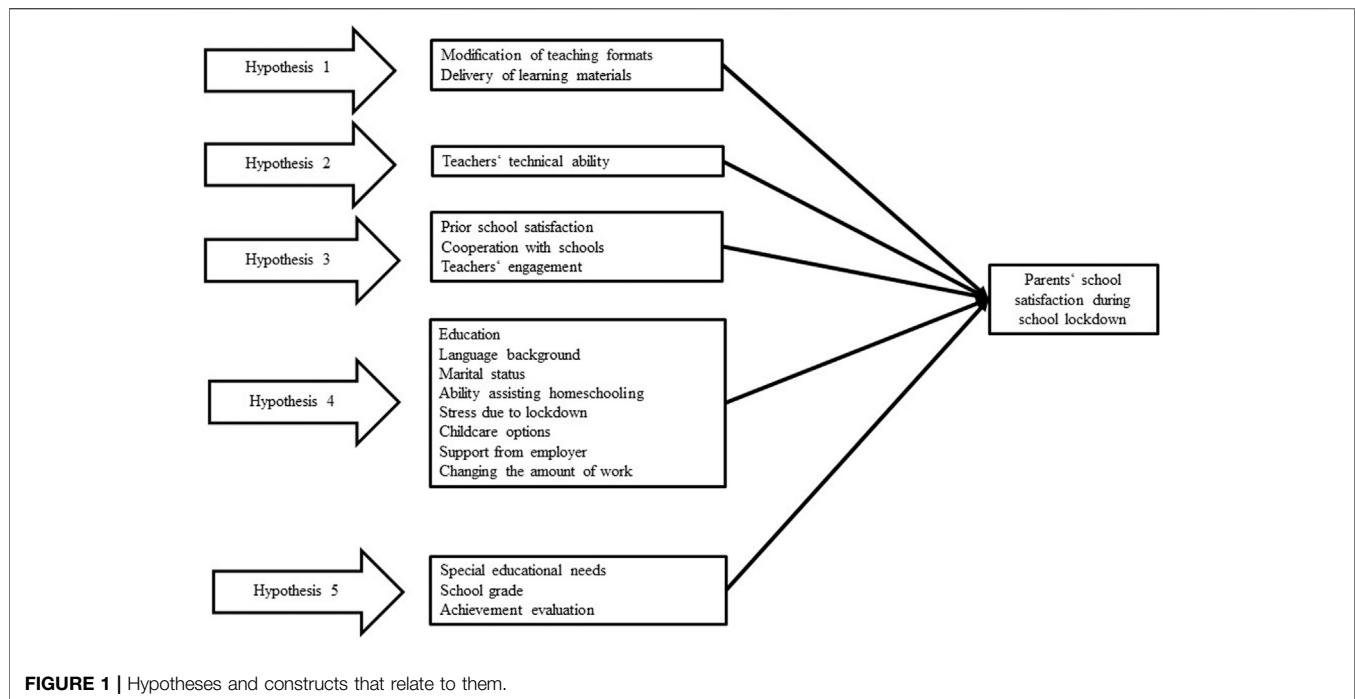 Hypothesis 1
Modification of teaching formats
Delivery of learning materials
Hypothesis 2
Teachers‘ technical ability
Hypothesis 3
Prior school satisfaction
Cooperation with schools
Teachers‘ engagement
Parents‘ school
satisfaction during
school lockdown
Hypothesis 4
Education
Language background
Marital status
Ability assisting homeschooling
Stress due to lockdown
Childcare options
Support from employer
Changing the amount of work
Hypothesis 5
Special educational needs
School grade
Achievement evaluation
FIGURE 1 | Hypotheses and constructs that relate to them.